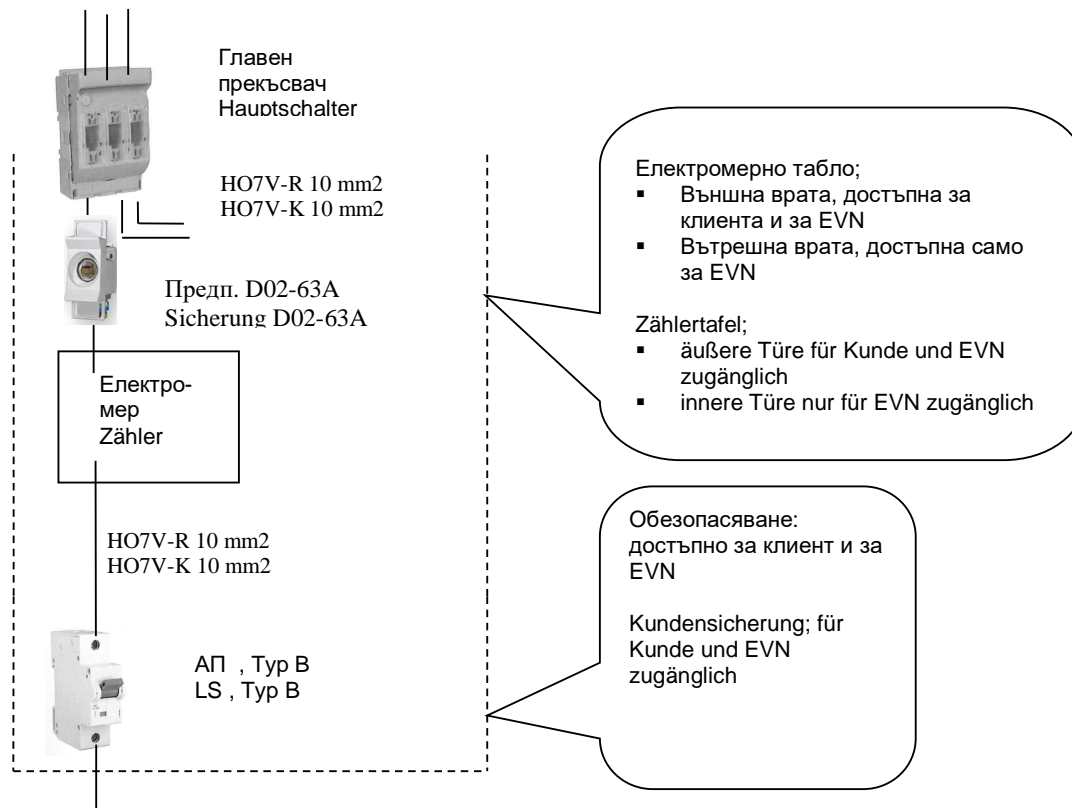 Главен
прекъсвач
Hauptschalter
HO7V-R 10 mm2
HO7V-K 10 mm2
Предп. D02-63A
Sicherung D02-63A
Електро-
мер
Zähler
HO7V-R 10 mm2
HO7V-K 10 mm2
АП , Typ B
LS , Typ B
Електромерно табло;
▪ Външна врата, достъпна за
клиента и за EVN
▪ Вътрешна врата, достъпна само
за EVN
Zählertafel;
▪ äußere Türe für Kunde und EVN
zugänglich
▪ innere Türe nur für EVN zugänglich
Обезопасяване:
достъпно за клиент и за
EVN
Kundensicherung; für
Kunde und EVN
zugänglich